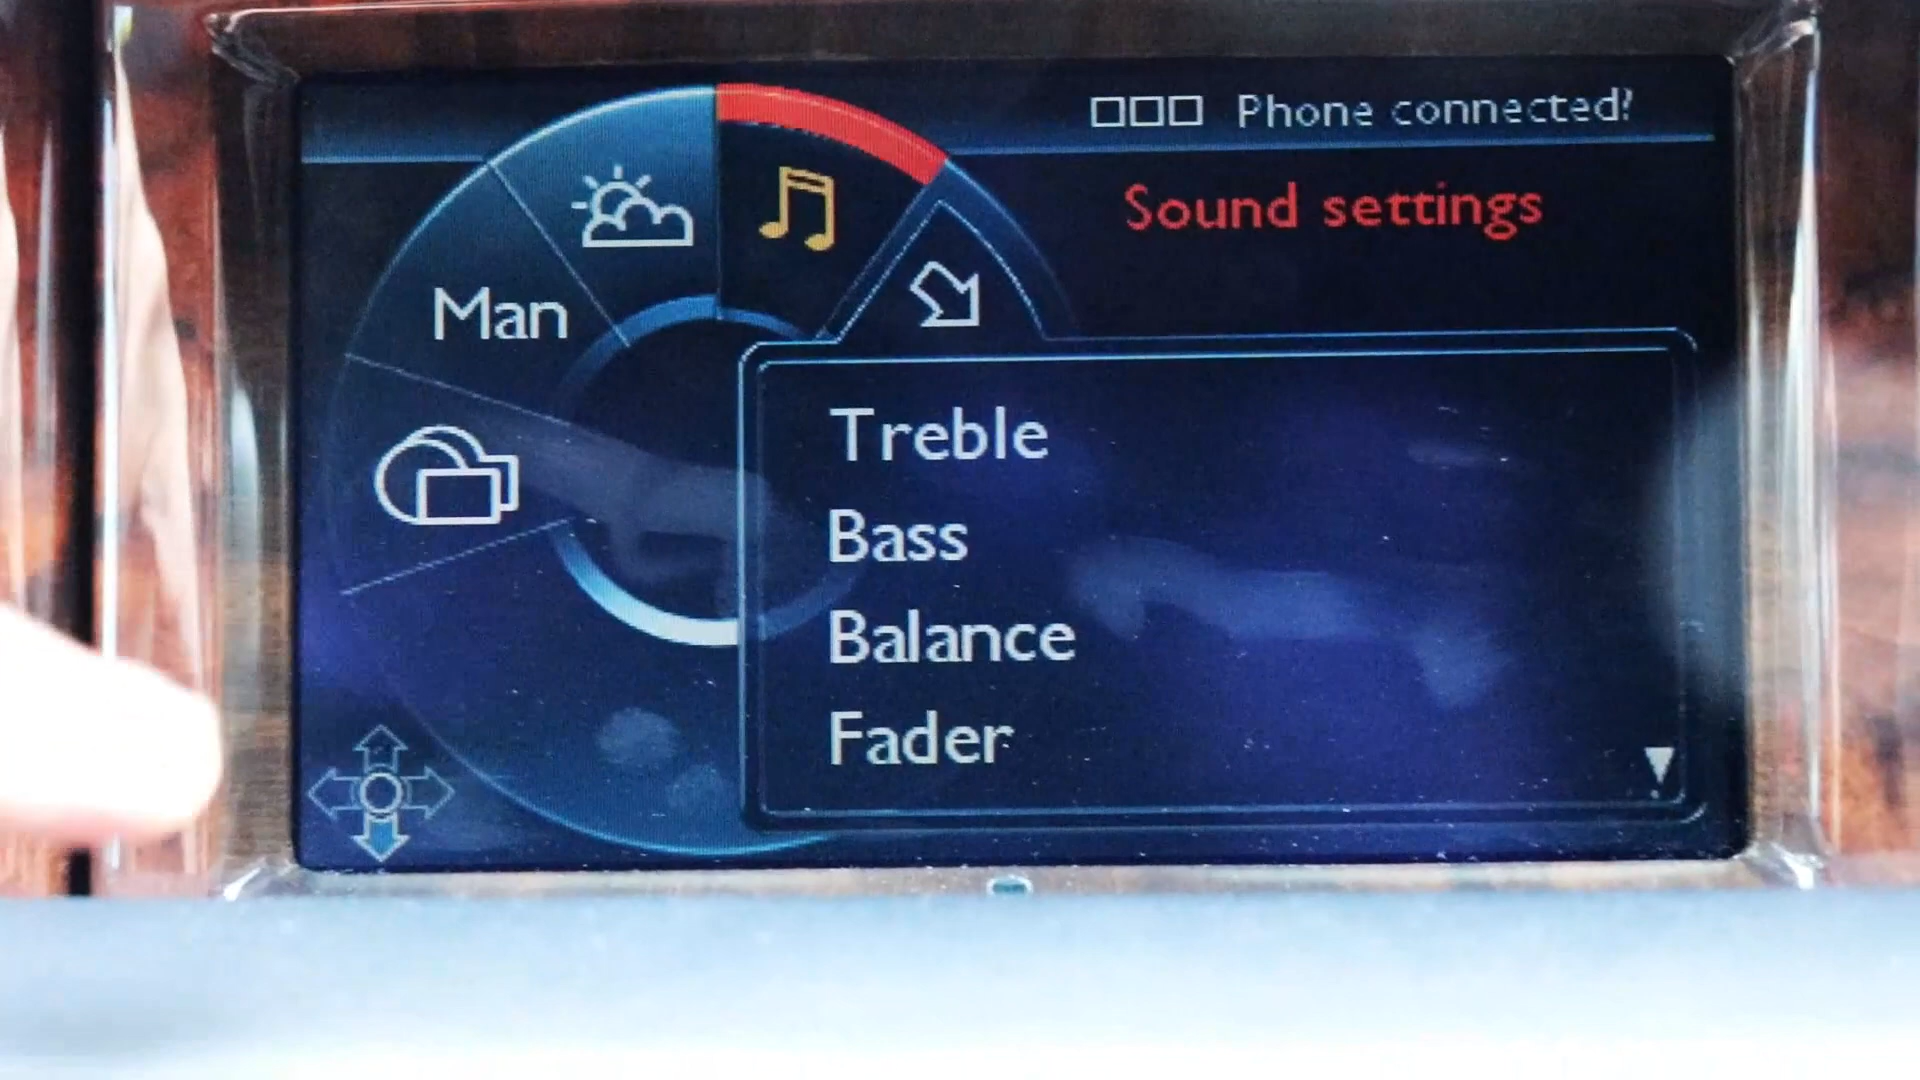 Phone connected?
Sound settings
Man
Treble
Bass
Balance
Fader